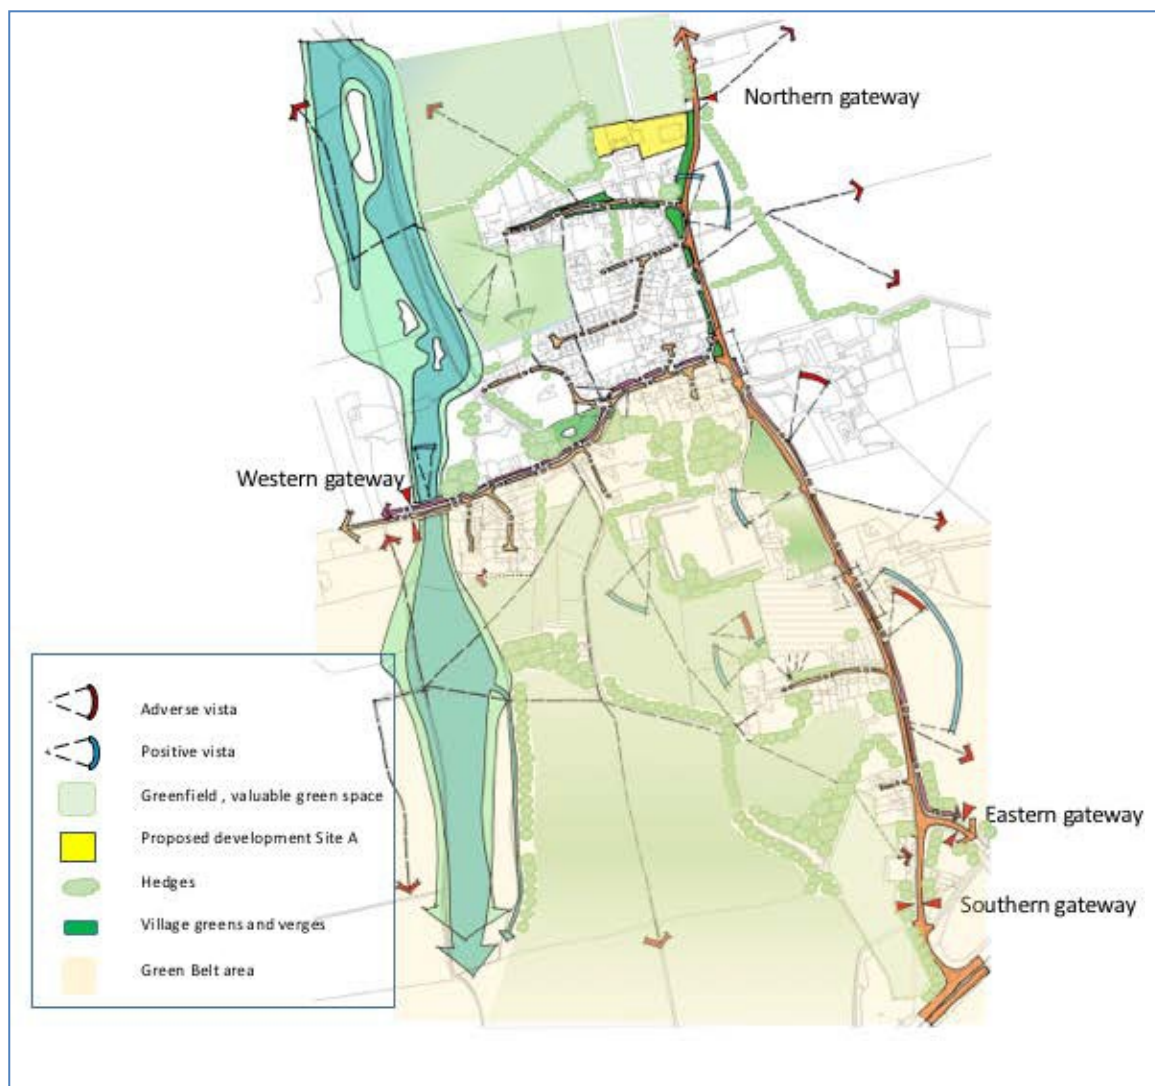 Northern gateway
Western gateway
Adverse vista
Positive vista
Greenfield , valuable green space
Proposed development Site A
Hedges
Village greens and verges
Green Belt area
Eastern gateway
Southern gateway